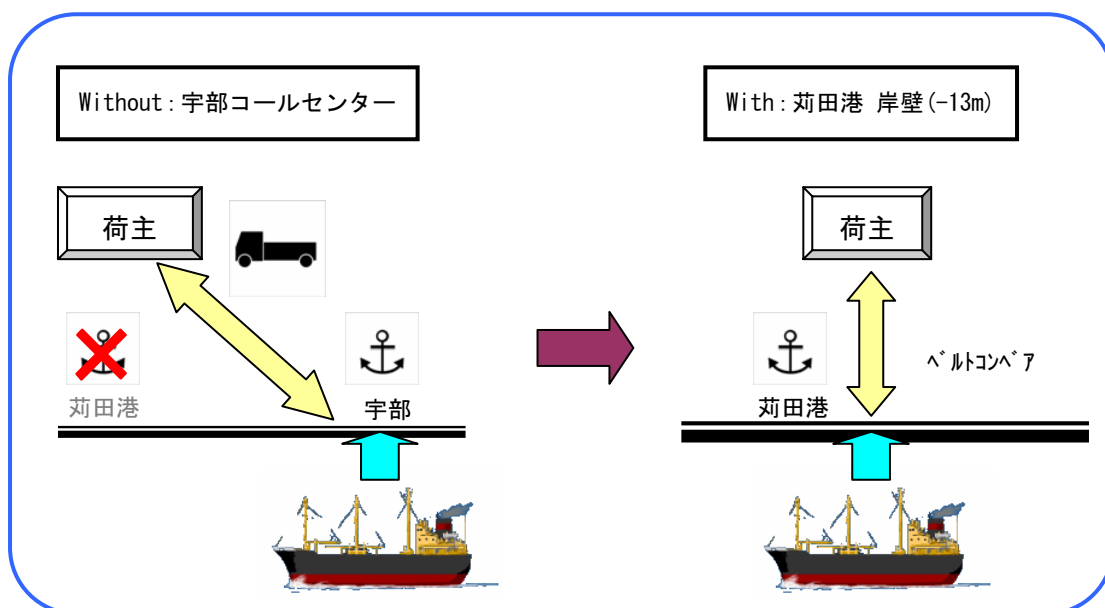 Without:宇部コールセンター
With:苅田港 岸壁(-13m)
荷主
荷主
苅田港
宇部
苅田港
ﾍﾞﾙﾄｺﾝﾍﾞｱ